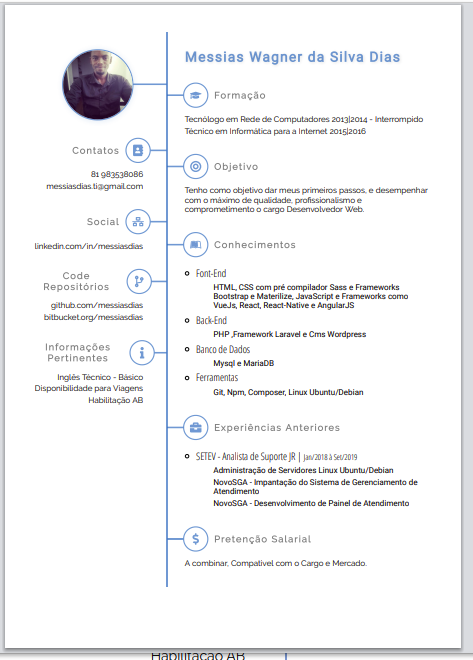 Messias Wagner da Silva Dias
Formação
Tecnólogo em Rede de Computadores 2013|2014 - Interrompido
Técnico em Informática para a Internet 2015|2016
Contatos
81 983538086
messiasdias.ti@gmail.com
Objetivo
Tenho como objetivo dar meus primeiros passos, e desempenhar
com o máximo de qualidade, profissionalismo e
comprometimento o cargo Desenvolvedor Web.
Social
linkedin.com/in/messiasdias
Conhecimentos
Font-End
HTML, CSS com pré compilador Sass e Frameworks
Bootstrap e Materilize, JavaScript e Frameworks como
VueJs, React, React-Native e AngularJS
Back-End
PHP ,Framework Laravel e Cms Wordpress
Banco de Dados
Mysql e MariaDB
Ferramentas
Git, Npm, Composer, Linux Ubuntu/Debian
Code
Repositórios
github.com/messiasdias
bitbucket.org/messiasdias
Informações
Pertinentes
Inglês Técnico - Básico
Disponibilidade para Viagens
Habilitação AB
Experiências Anteriores
SETEV - Analista de Suporte JR | Jan/2018 à Set/2019
Administração de Servidores Linux Ubuntu/Debian
NovoSGA - Impantação do Sistema de Gerenciamento de
Atendimento
NovoSGA - Desenvolvimento de Painel de Atendimento
Pretenção Salarial
A combinar, Compativel com o Cargo e Mercado.
Habilitação AB